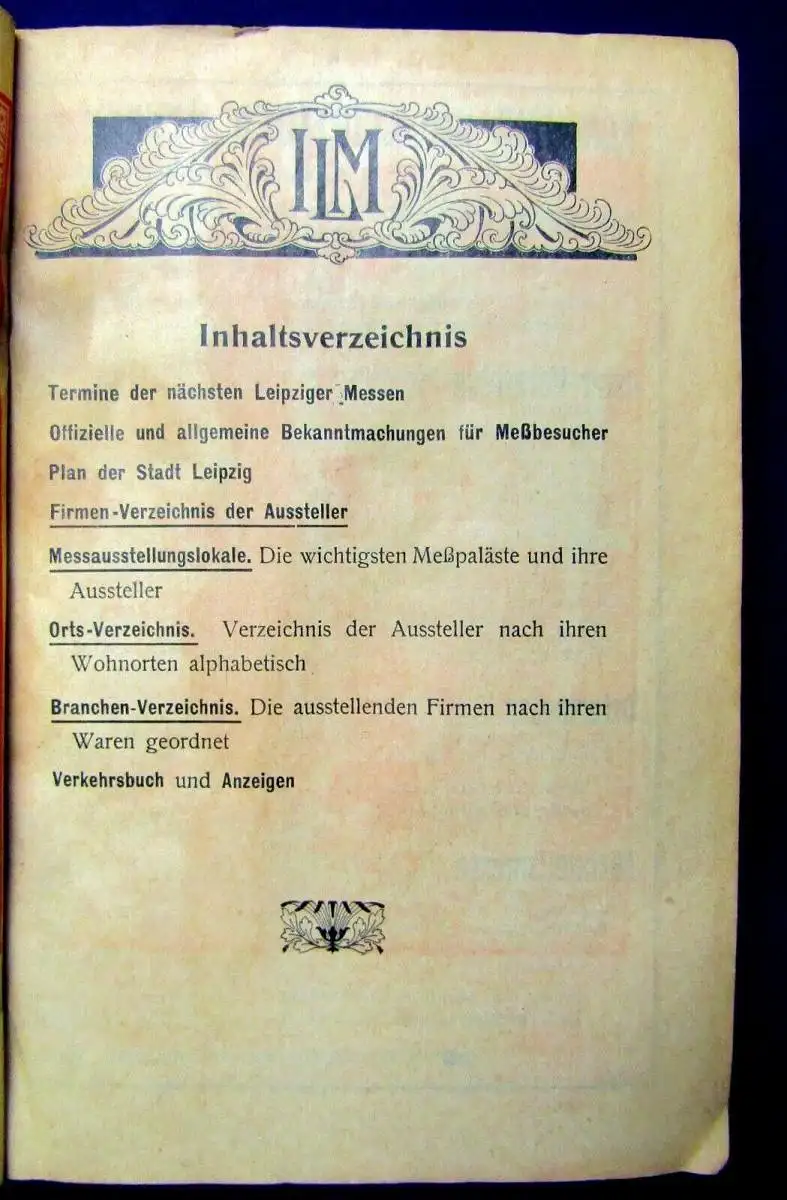 ILM
Inhaltsverzeichnis
Termine der nächsten Leipziger Messen
Offizielle und allgemeine Bekanntmachungen für Meßbesucher
Plan der Stadt Leipzig
Firmen-Verzeichnis der Aussteller
Messausstellungslokale. Die wichtigsten Meßpaläste und ihre
Aussteller
Orts-Verzeichnis. Verzeichnis der Aussteller nach ihren
Wohnorten alphabetisch
Branchen-Verzeichnis. Die ausstellenden Firmen nach ihren
Waren geordnet
Verkehrsbuch und Anzeigen